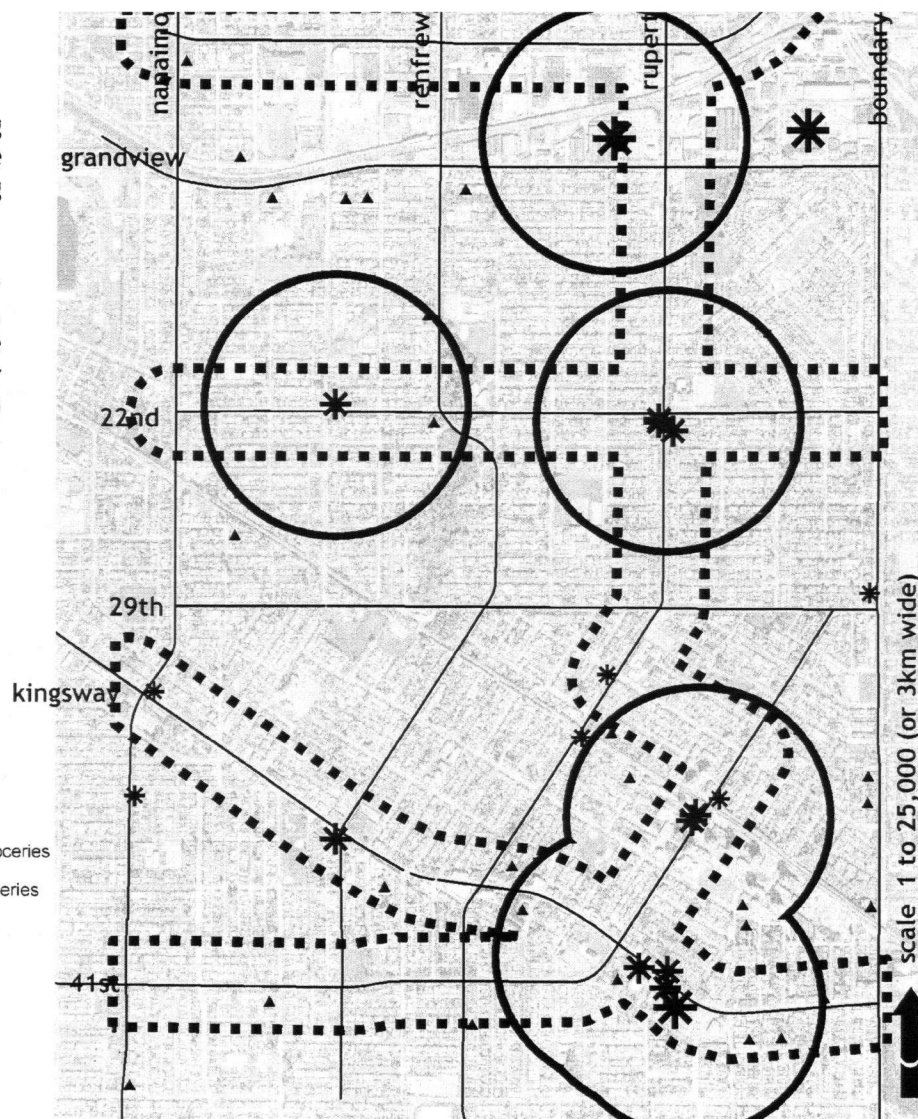 nanaimo
renfrew
rupert
boundary
grandview
22nd
29th
kingsway
41st
oceries
eries
scale 1 to 25,000 (or 3km wide)